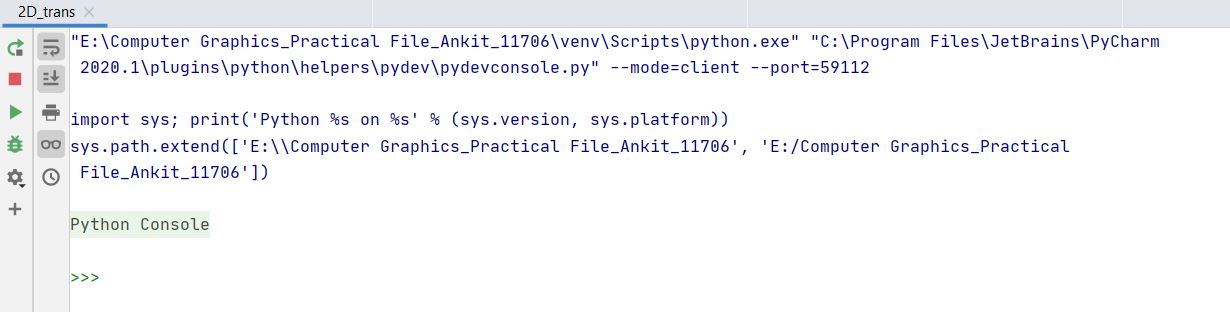 2D_trans
"E:\Computer Graphics_Practical File_Ankit_11706\venv\Scripts\python.exe" "C:\Program Files\JetBrains\PyCharm
2020.1\plugins\python\helpers\pydev\pydevconsole.py" --mode=client --port=59112
import sys; print('Python %s on %s' % (sys.version, sys.platform))
sys.path.extend(['E:\\Computer Graphics_Practical File_Ankit_11706', 'E:/Computer Graphics_Practical
File_Ankit_11706'])
Python Console
>>>